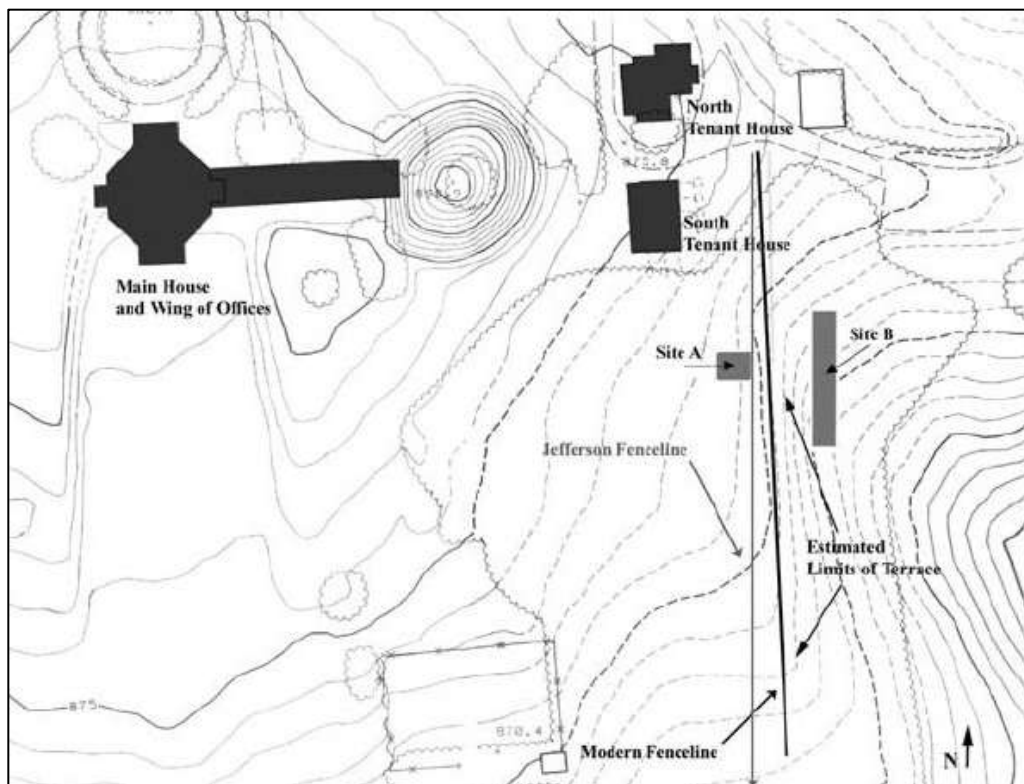 North
Tenant House
South
Tenant House
Main House
and Wing of Offices
Site A
Site B
Jefferson Fenceline
Estimated
Limits of Terrace
875
870.4
Modern Fenceline
N